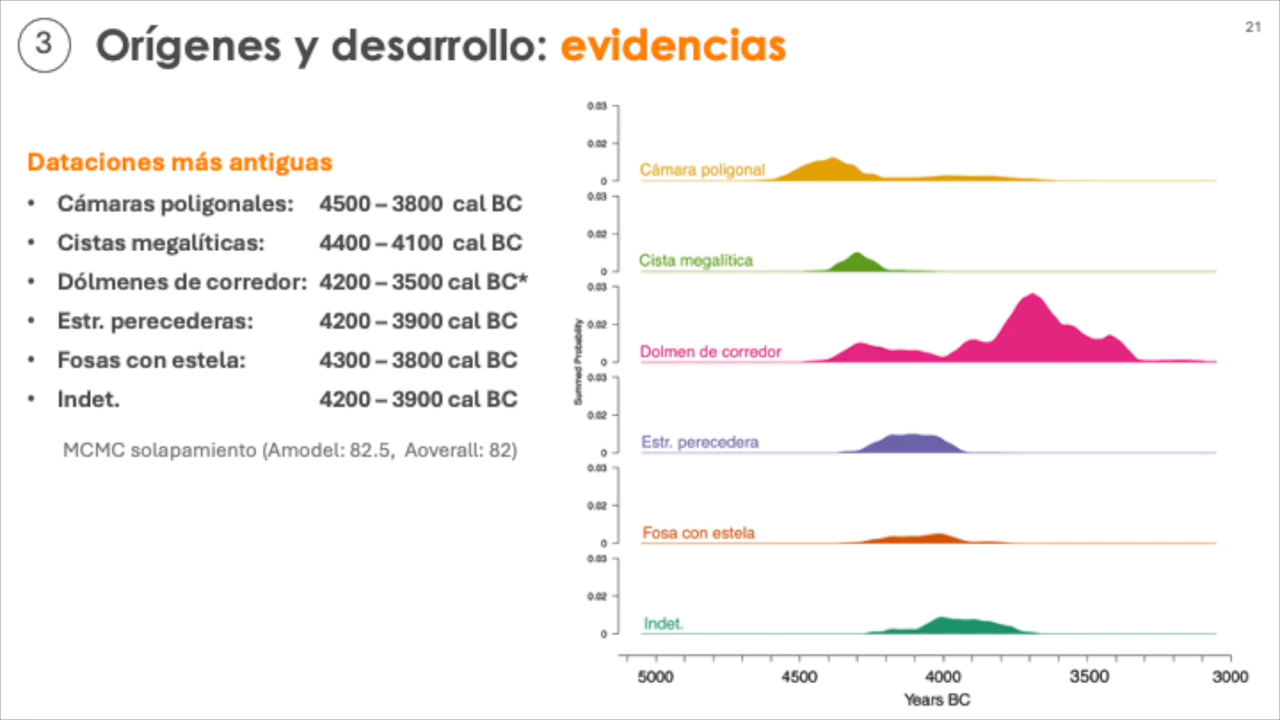 3
Orígenes y desarrollo: evidencias
21
Dataciones más antiguas
• Cámaras poligonales: 4500 – 3800 cal BC
• Cistas megalíticas: 4400 – 4100 cal BC
• Dólmenes de corredor: 4200 – 3500 cal BC*
• Estr. perecederas: 4200 – 3900 cal BC
• Fosas con estela: 4300 – 3800 cal BC
• Indet. 4200 – 3900 cal BC
MCMC solapamiento (Amodel: 82.5, Aoverall: 82)
Summed Probability
0.03
0.02
0
Cámara poligonal
0.03
0.02
0
Cista megalítica
0.03
0.02
0
Dolmen de corredor
0.03
0.02
0
Estr. perecedera
0.03
0.02
0
Fosa con estela
0.03
0.02
0
Indet.
5000 4500 4000 3500 3000
Years BC